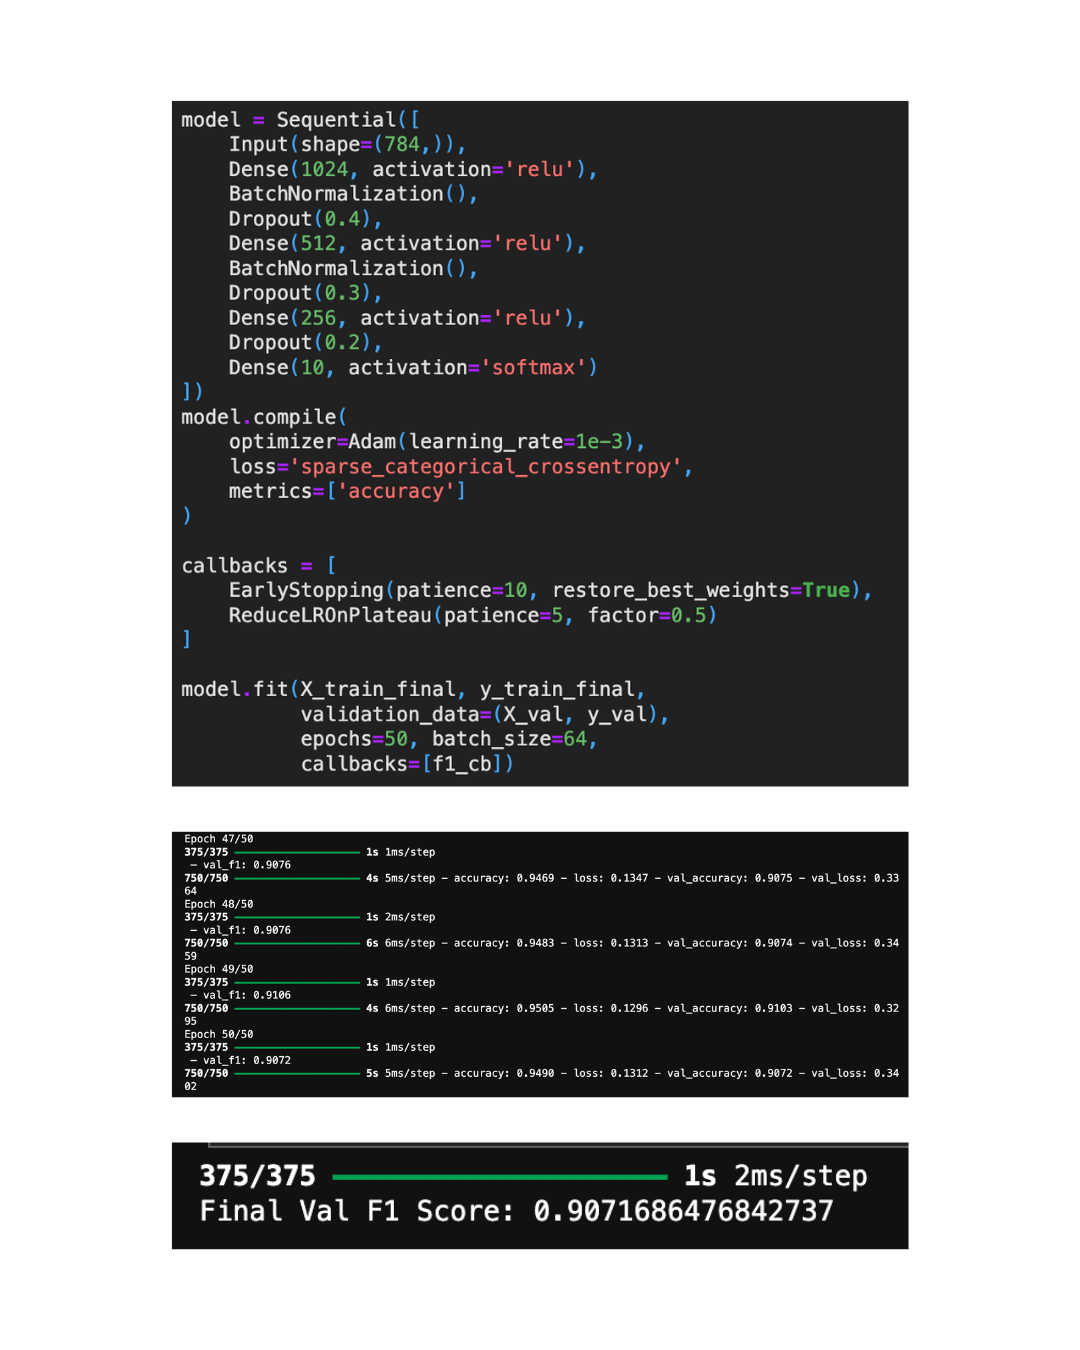 model = Sequential([
    Input(shape=(784,)),
    Dense(1024, activation='relu'),
    BatchNormalization(),
    Dropout(0.4),
    Dense(512, activation='relu'),
    BatchNormalization(),
    Dropout(0.3),
    Dense(256, activation='relu'),
    Dropout(0.2),
    Dense(10, activation='softmax')
])
model.compile(
    optimizer=Adam(learning_rate=1e-3),
    loss='sparse_categorical_crossentropy',
    metrics=['accuracy']
)
callbacks = [
    EarlyStopping(patience=10, restore_best_weights=True),
    ReduceLROnPlateau(patience=5, factor=0.5)
]
model.fit(X_train_final, y_train_final,
          validation_data=(X_val, y_val),
          epochs=50, batch_size=64,
          callbacks=[f1_cb])
Epoch 47/50
375/375 1s 1ms/step
 – val_f1: 0.9076
750/750 4s 5ms/step – accuracy: 0.9469 – loss: 0.1347 – val_accuracy: 0.9075 – val_loss: 0.33
64
Epoch 48/50
375/375 1s 2ms/step
 – val_f1: 0.9076
750/750 6s 6ms/step – accuracy: 0.9483 – loss: 0.1313 – val_accuracy: 0.9074 – val_loss: 0.34
59
Epoch 49/50
375/375 1s 1ms/step
 – val_f1: 0.9106
750/750 4s 6ms/step – accuracy: 0.9505 – loss: 0.1296 – val_accuracy: 0.9103 – val_loss: 0.32
95
Epoch 50/50
375/375 1s 1ms/step
 – val_f1: 0.9072
750/750 5s 5ms/step – accuracy: 0.9490 – loss: 0.1312 – val_accuracy: 0.9072 – val_loss: 0.34
02
375/375 1s 2ms/step
Final Val F1 Score: 0.9071686476842737